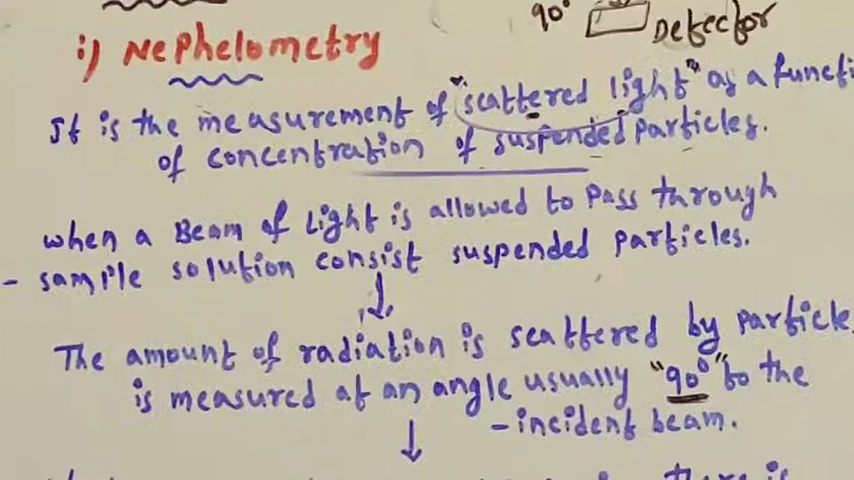 90° Detector
i) Nephelometry
It is the measurement of "scattered light" as a functi
of concentration of suspended particles.
when a Beam of Light is allowed to Pass through
- sample solution consist suspended particles.
↓
The amount of radiation is scattered by particle
is measured at an angle usually "90°" to the
- incident beam.
↓
there is